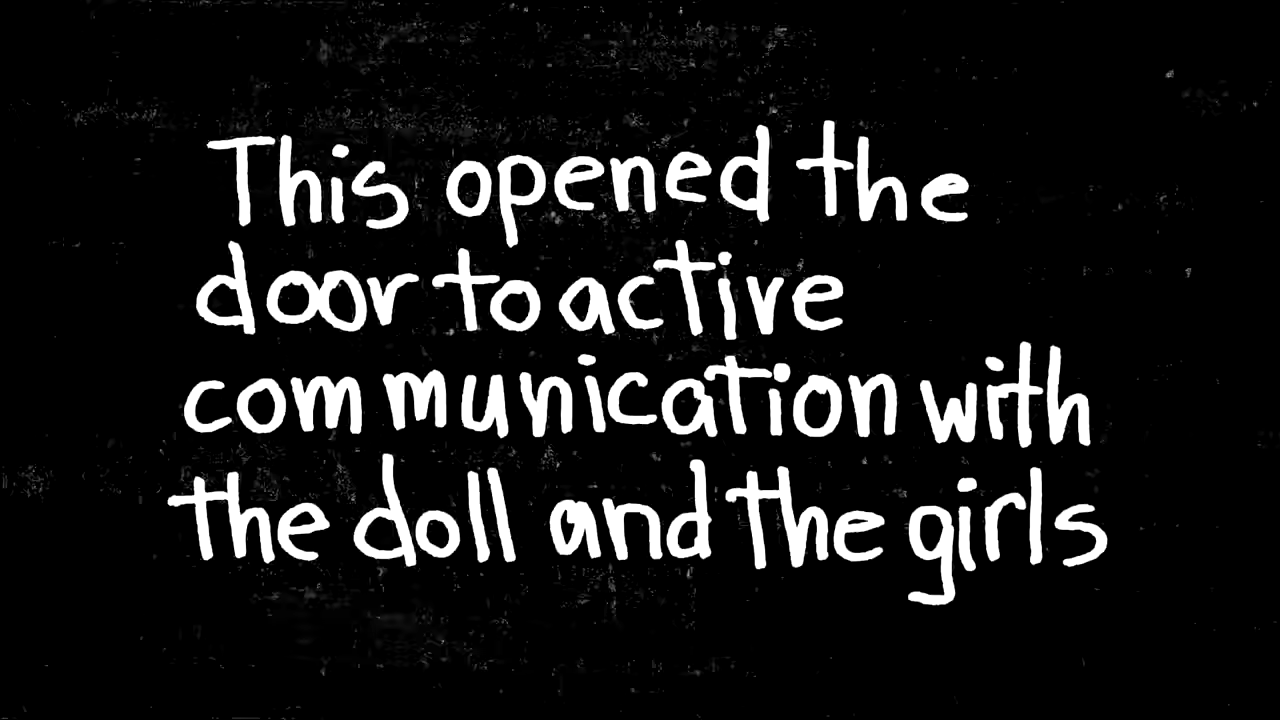 This opened the
door to active
communication with
the doll and the girls